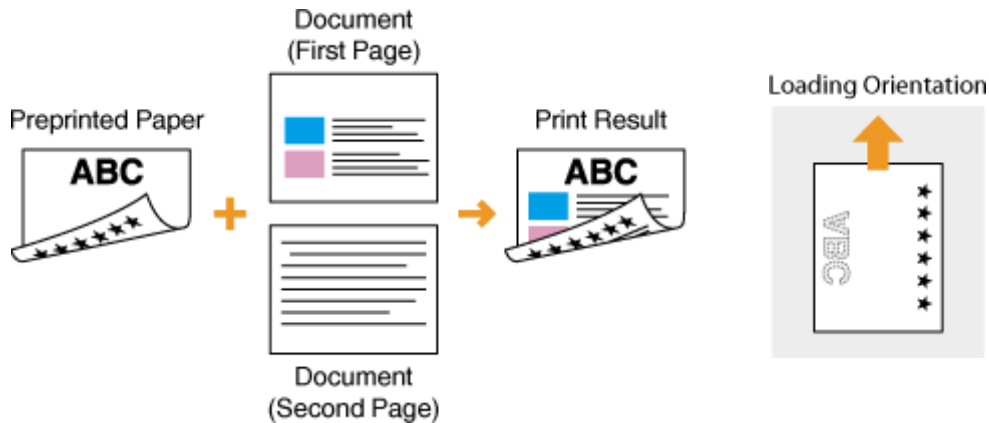 Document
(First Page)
Loading Orientation
Preprinted Paper
Print Result
ABC
ABC
ABC
Document
(Second Page)